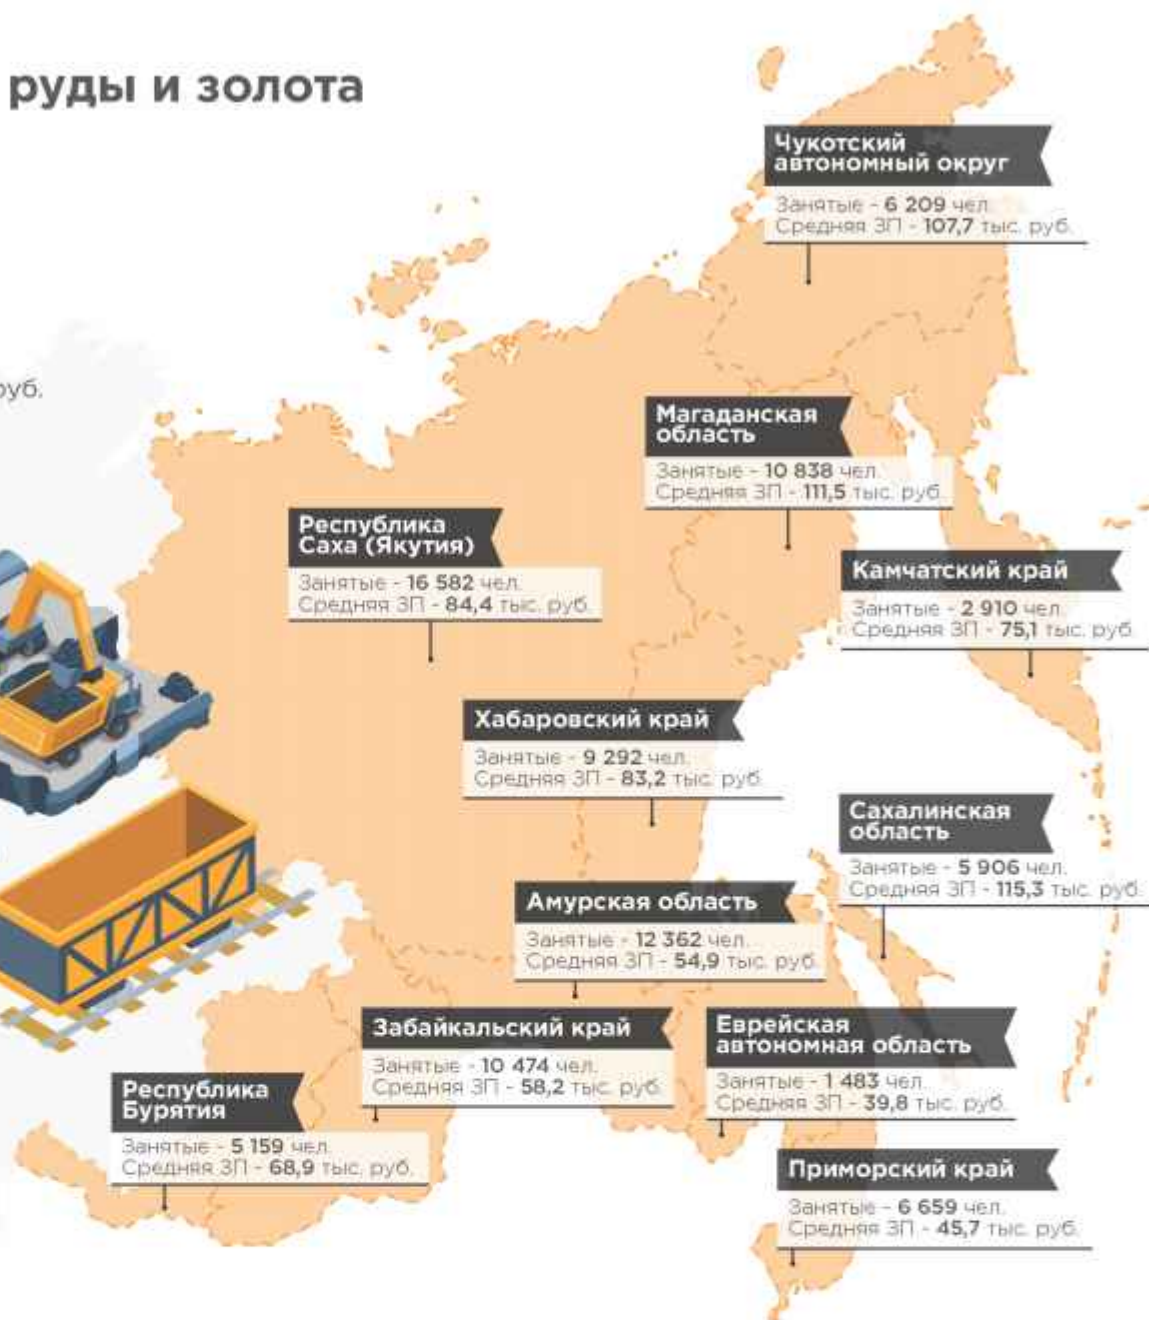 руды и золота
Чукотский
автономный округ
Занятые - 6 209 чел.
Средняя ЗП - 107,7 тыс. руб.
руб.
Магаданская
область
Занятые - 10 838 чел.
Средняя ЗП - 111,5 тыс. руб.
Республика
Саха (Якутия)
Занятые - 16 582 чел.
Средняя ЗП - 84,4 тыс. руб.
Камчатский край
Занятые - 2 910 чел.
Средняя ЗП - 75,1 тыс. руб.
Хабаровский край
Занятые - 9 292 чел.
Средняя ЗП - 83,2 тыс. руб.
Сахалинская
область
Занятые - 5 906 чел.
Средняя ЗП - 115,3 тыс. руб.
Амурская область
Занятые - 12 362 чел.
Средняя ЗП - 54,9 тыс. руб.
Забайкальский край
Занятые - 10 474 чел.
Средняя ЗП - 58,2 тыс. руб.
Еврейская
автономная область
Занятые - 1 483 чел.
Средняя ЗП - 39,8 тыс. руб.
Республика
Бурятия
Занятые - 5 159 чел.
Средняя ЗП - 68,9 тыс. руб.
Приморский край
Занятые - 6 659 чел.
Средняя ЗП - 45,7 тыс. руб.